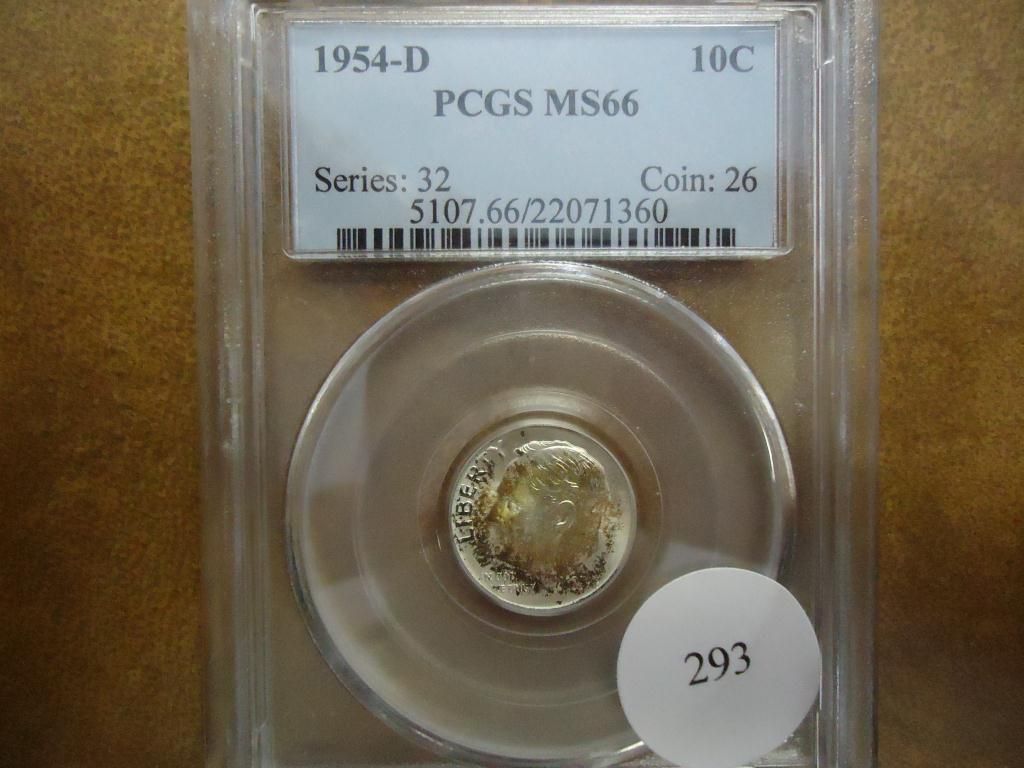 1954-D 10C
PCGS MS66
Series: 32 Coin: 26
5107.66/22071360
LIBERTY
293